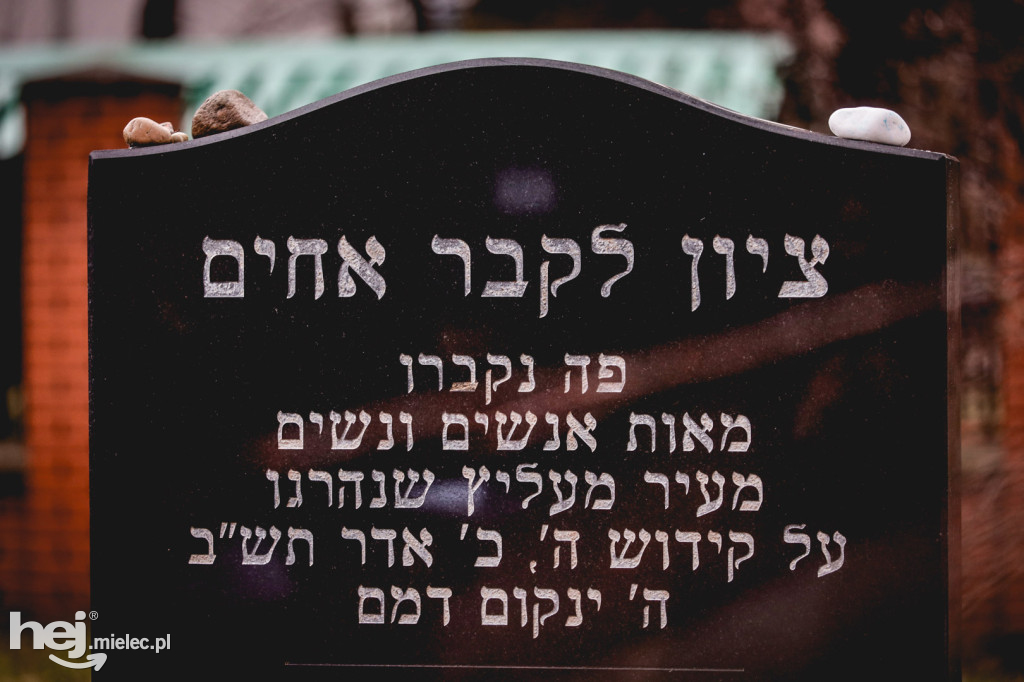 ציון לקבר אחים
פה נקברו
מאות אנשים ונשים
מעיר מעליץ שנהרגו
על קידוש ה'. כ' אדר תש"ב
ה' ינקום דמם
hej®.mielec.pl